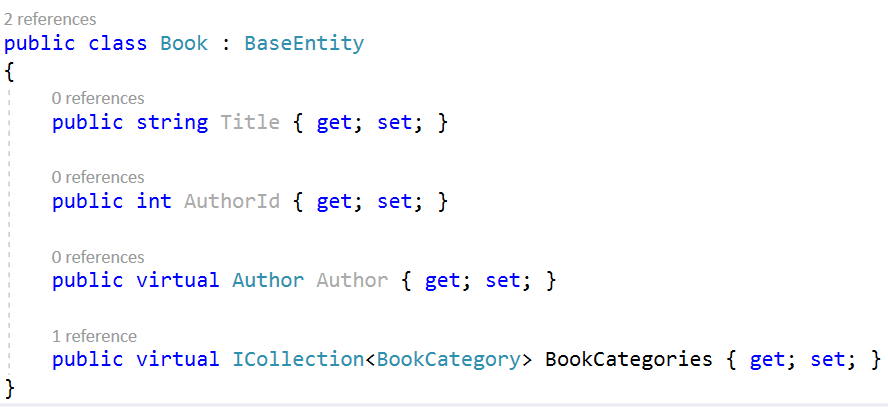 2 references
public class Book : BaseEntity
{
0 references
public string Title { get; set; }
0 references
public int AuthorId { get; set; }
0 references
public virtual Author Author { get; set; }
1 reference
public virtual ICollection<BookCategory> BookCategories { get; set; }
}